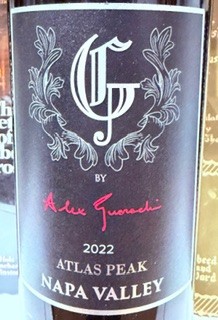 G
BY
Alex Guarachi
2022
ATLAS PEAK
NAPA VALLEY